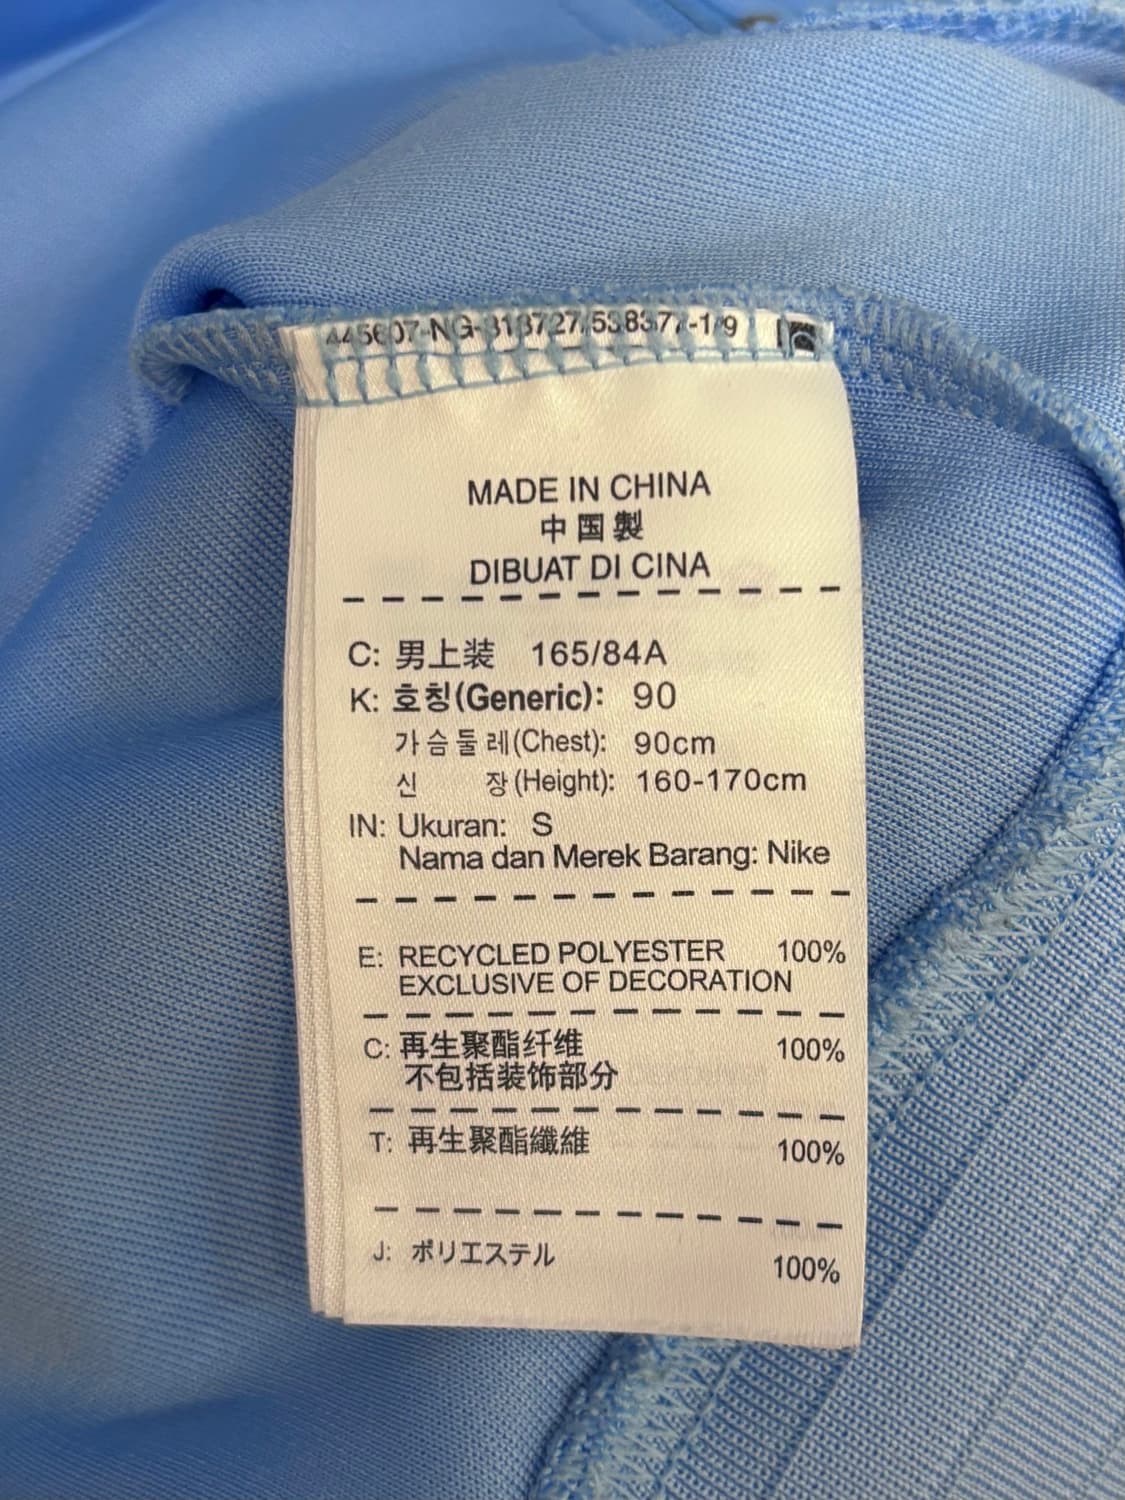 MADE IN CHINA
中国製
DIBUAT DI CINA
C: 男上装 165/84A
K: 호칭(Generic): 90
가슴둘레(Chest): 90cm
신 장(Height): 160-170cm
IN: Ukuran: S
Nama dan Merek Barang: Nike
E: RECYCLED POLYESTER 100%
EXCLUSIVE OF DECORATION
C: 再生聚酯纤维 100%
不包括装饰部分
T: 再生聚酯纖維 100%
J: ポリエステル 100%